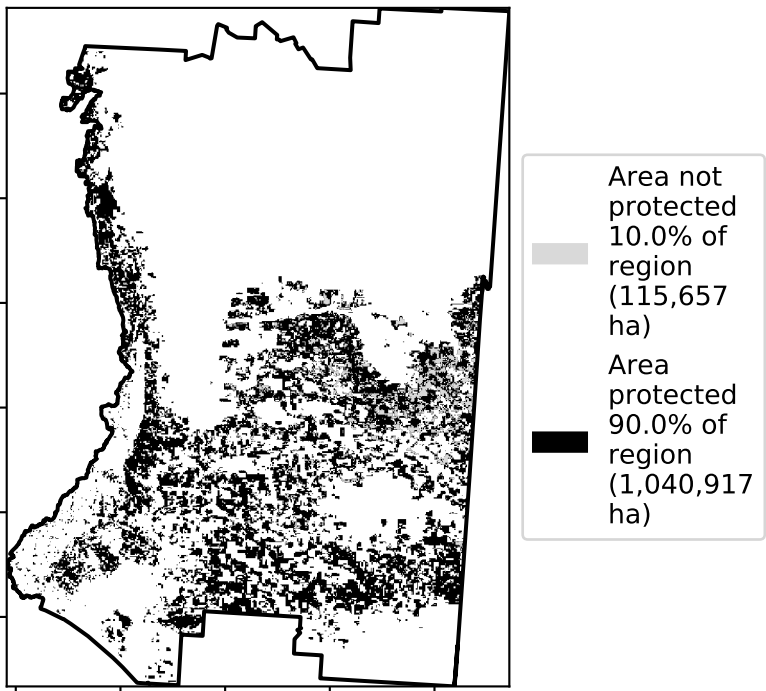 Area not
protected
10.0% of
region
(115,657
ha)
Area
protected
90.0% of
region
(1,040,917
ha)